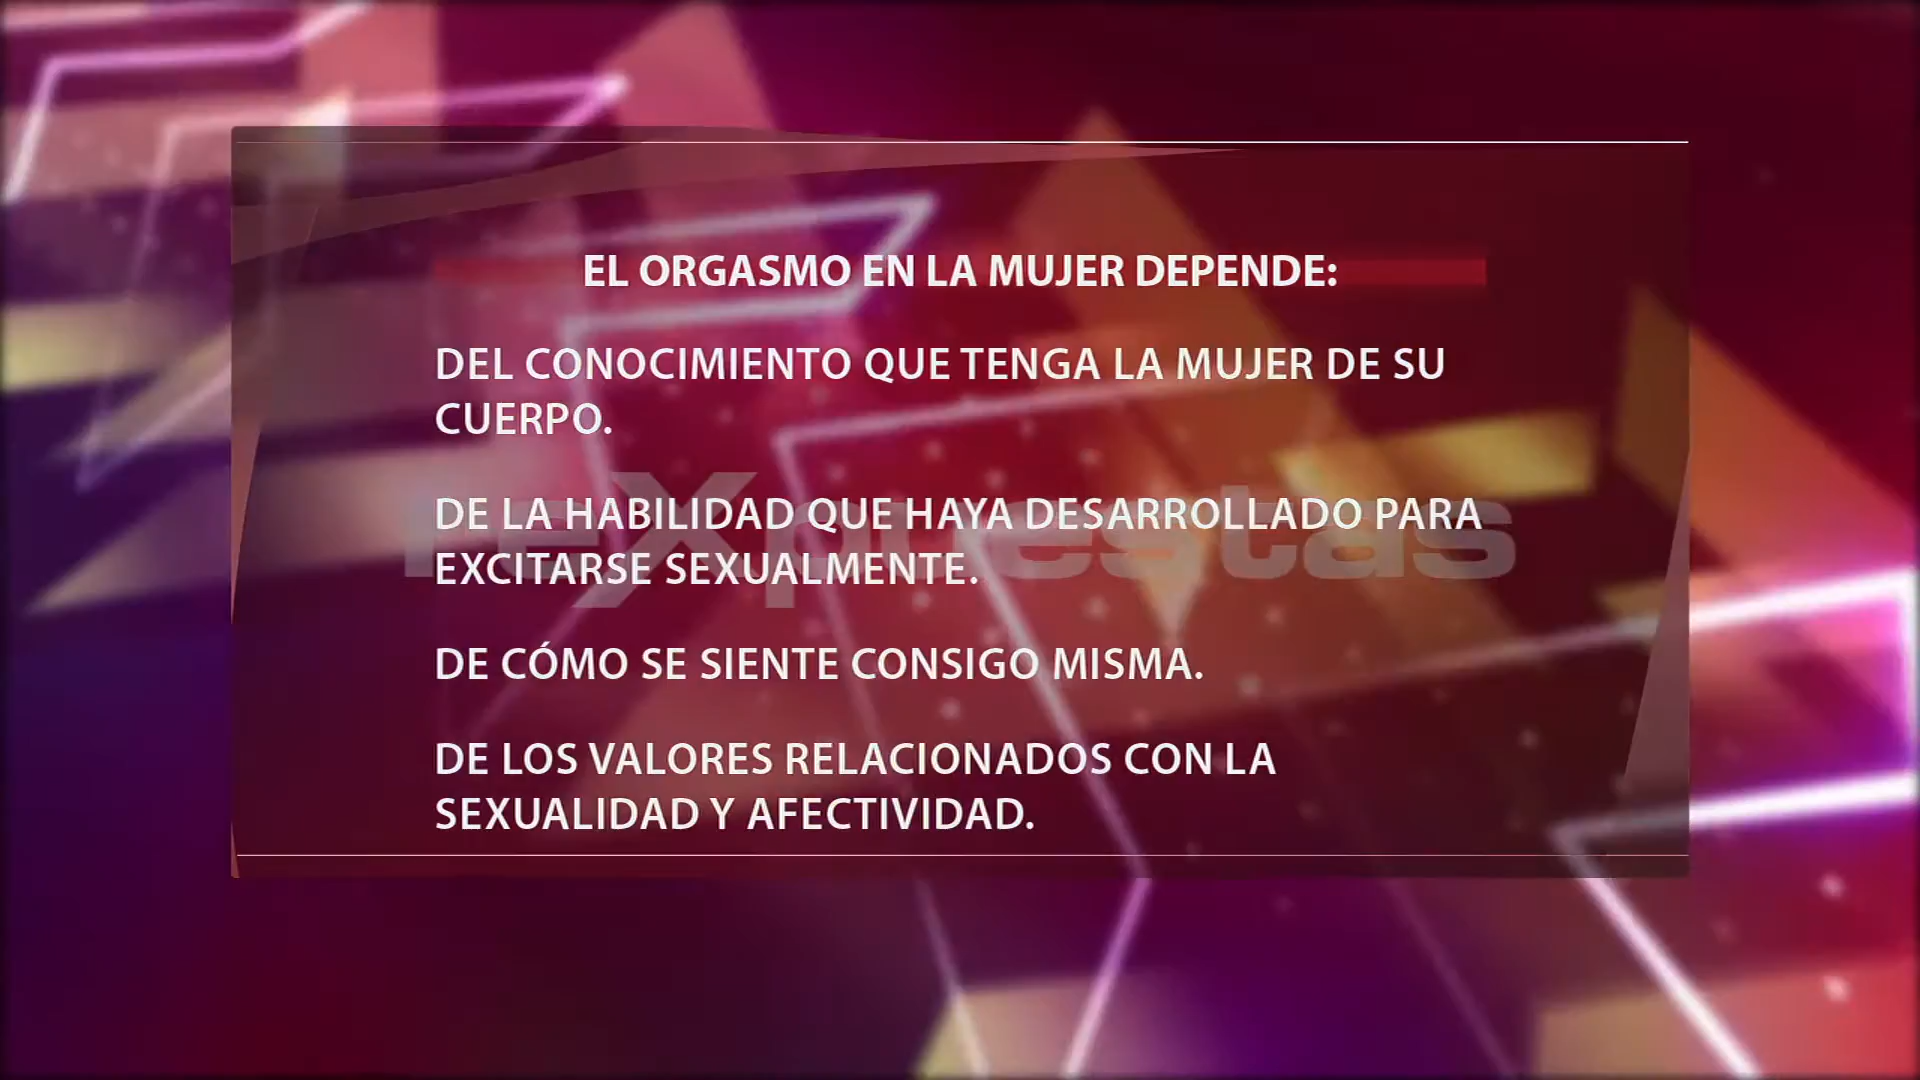 EL ORGASMO EN LA MUJER DEPENDE:
DEL CONOCIMIENTO QUE TENGA LA MUJER DE SU
CUERPO.
DE LA HABILIDAD QUE HAYA DESARROLLADO PARA
EXCITARSE SEXUALMENTE.
DE CÓMO SE SIENTE CONSIGO MISMA.
DE LOS VALORES RELACIONADOS CON LA
SEXUALIDAD Y AFECTIVIDAD.